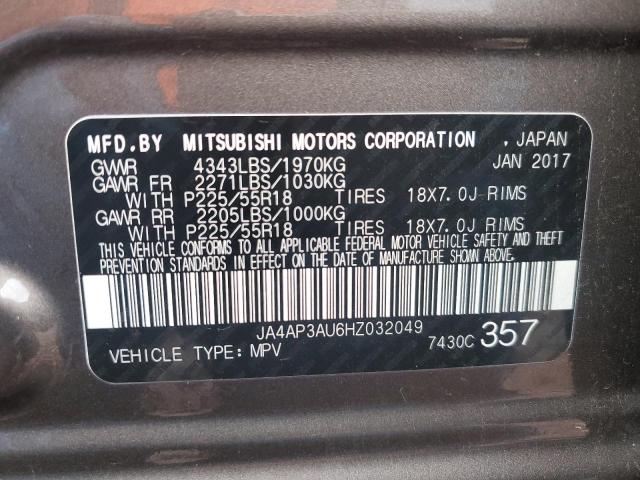 MFD.BY MITSUBISHI MOTORS CORPORATION . JAPAN
GVWR 4343LBS/1970KG JAN 2017
GAWR FR 2271LBS/1030KG
WITH P225/55R18 TIRES 18X7.0J RIMS
GAWR RR 2205LBS/1000KG
WITH P225/55R18 TIRES 18X7.0J RIMS
THIS VEHICLE CONFORMS TO ALL APPLICABLE FEDERAL MOTOR VEHICLE SAFETY AND THEFT
PREVENTION STANDARDS IN EFFECT ON THE DATE OF MANUFACTURE SHOWN ABOVE.
JA4AP3AU6HZ032049
VEHICLE TYPE: MPV 7430C 357